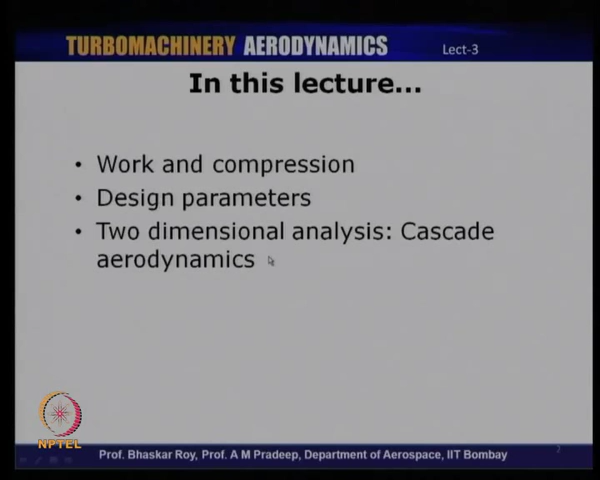 TURBOMACHINERY AERODYNAMICS Lect-3
In this lecture...
• Work and compression
• Design parameters
• Two dimensional analysis: Cascade
aerodynamics
NPTEL
Prof. Bhaskar Roy, Prof. A M Pradeep, Department of Aerospace, IIT Bombay